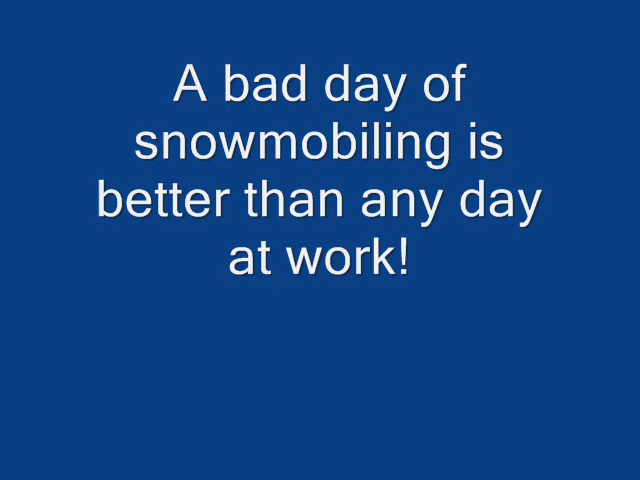 A bad day of
snowmobiling is
better than any day
at work!